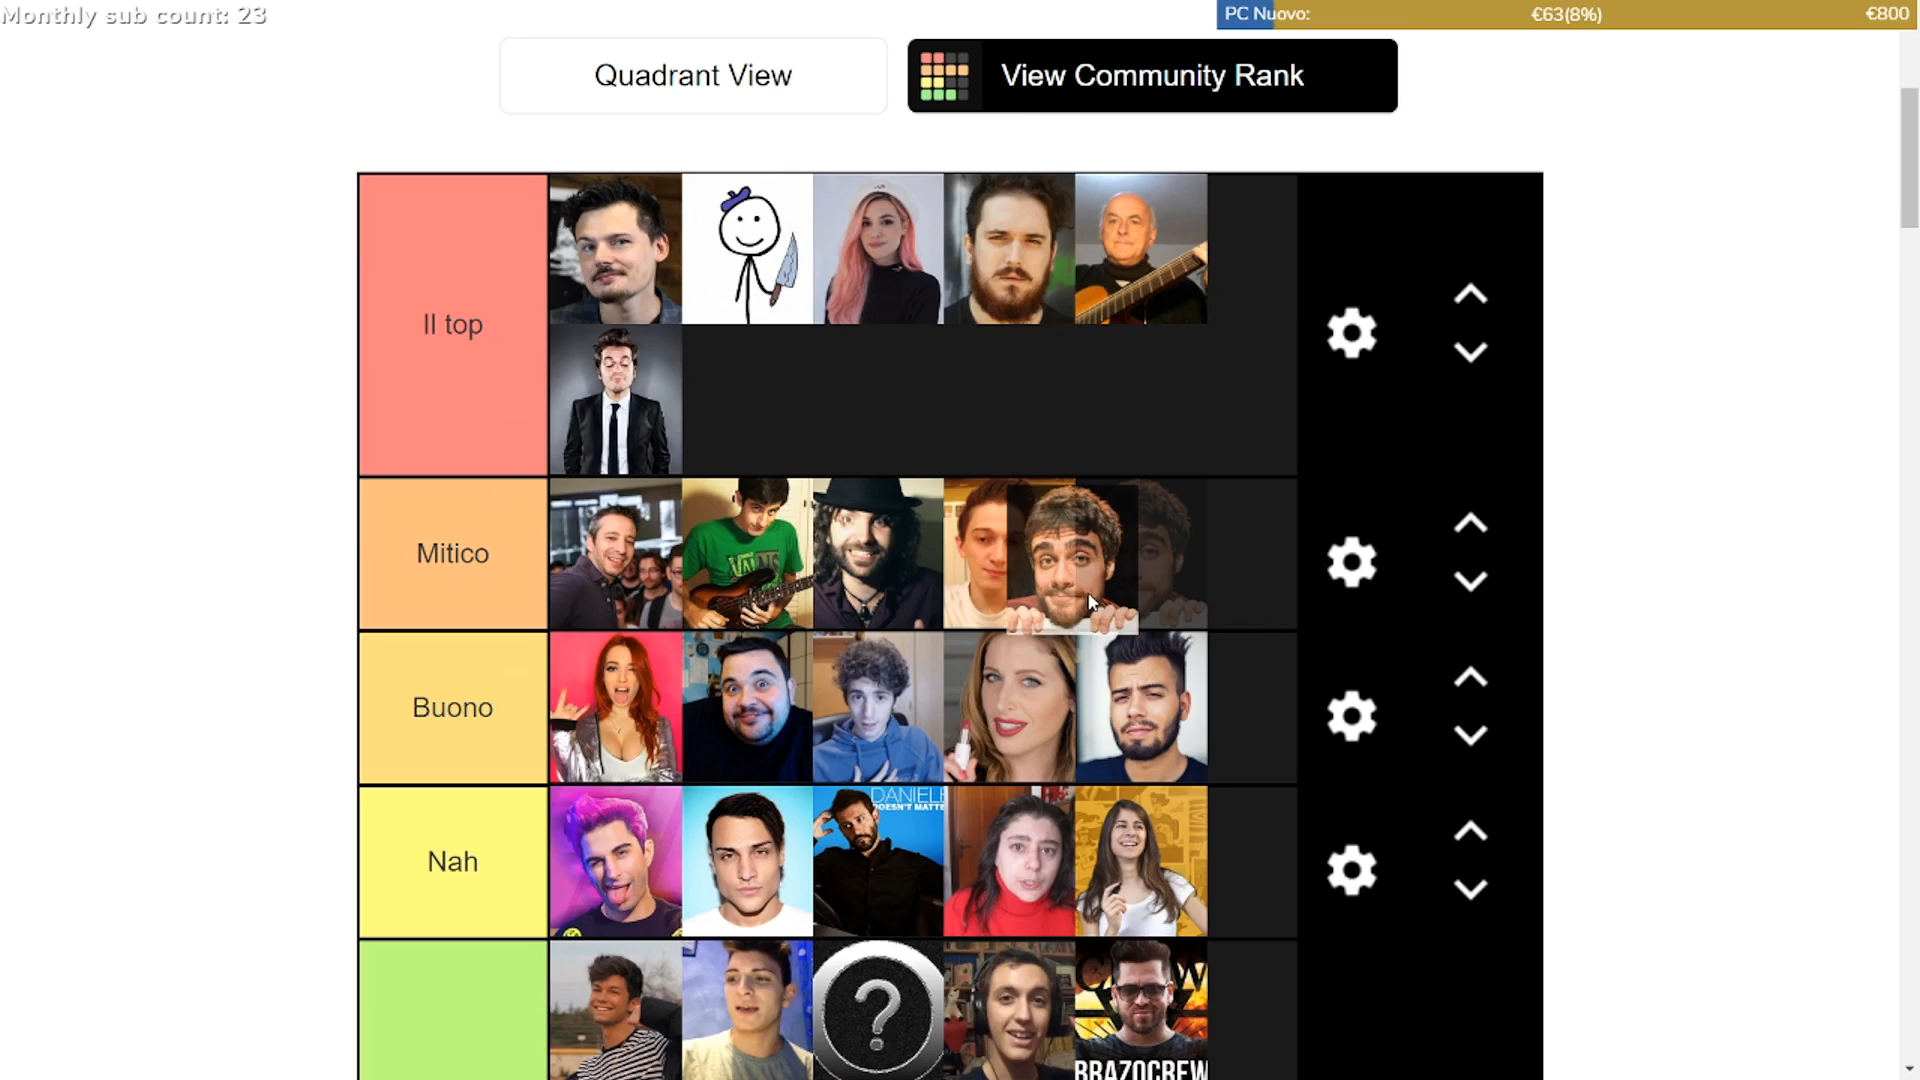 Monthly sub count: 23
PC Nuovo: €63(8%) €800
Quadrant View
View Community Rank
Il top
Mitico
Buono
DANIELE
DOESN'T MATTE
Nah
?
BRAZOCREW